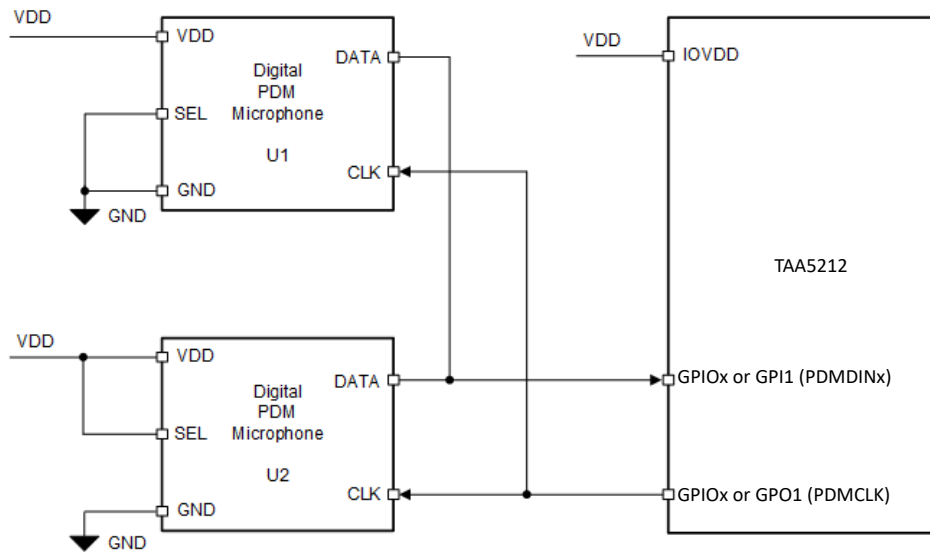 VDD
VDD
DATA
Digital
PDM
Microphone
SEL
U1
CLK
GND
GND
VDD
IOVDD
TAA5212
VDD
VDD
DATA
Digital
PDM
Microphone
SEL
U2
CLK
GND
GND
GPIOx or GPI1 (PDMDINx)
GPIOx or GPO1 (PDMCLK)